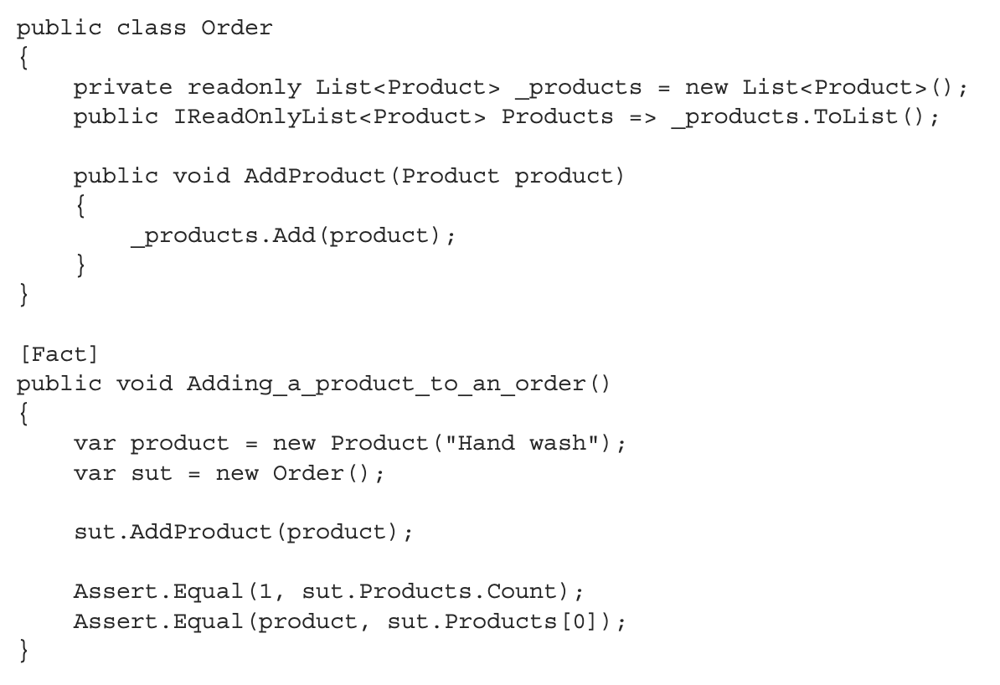 public class Order
{
    private readonly List<Product> _products = new List<Product>();
    public IReadOnlyList<Product> Products => _products.ToList();

    public void AddProduct(Product product)
    {
        _products.Add(product);
    }
}

[Fact]
public void Adding_a_product_to_an_order()
{
    var product = new Product("Hand wash");
    var sut = new Order();

    sut.AddProduct(product);

    Assert.Equal(1, sut.Products.Count);
    Assert.Equal(product, sut.Products[0]);
}